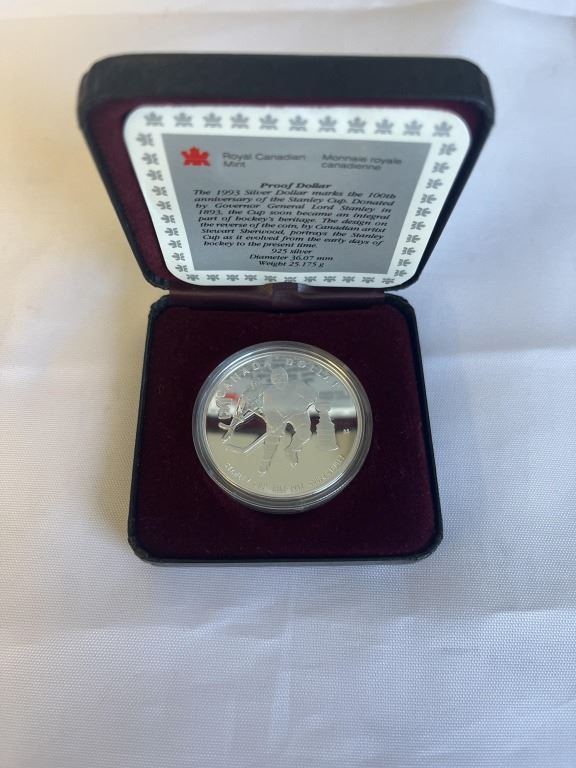 Royal Canadian
Mint
Monnaie royale
canadienne
Proof Dollar
The 1993 Silver Dollar marks the 100th
anniversary of the Stanley Cup. Donated
by Governor General Lord Stanley in
1893, the Cup soon became an integral
part of hockey's heritage. The design on
the reverse of the coin, by Canadian artist
Stewart Sherwood, portrays the Stanley
Cup as it evolved from the early days of
hockey to the present time.
.925 silver
Diameter 36.07 mm
Weight 25.175 g
CANADA DOLLAR